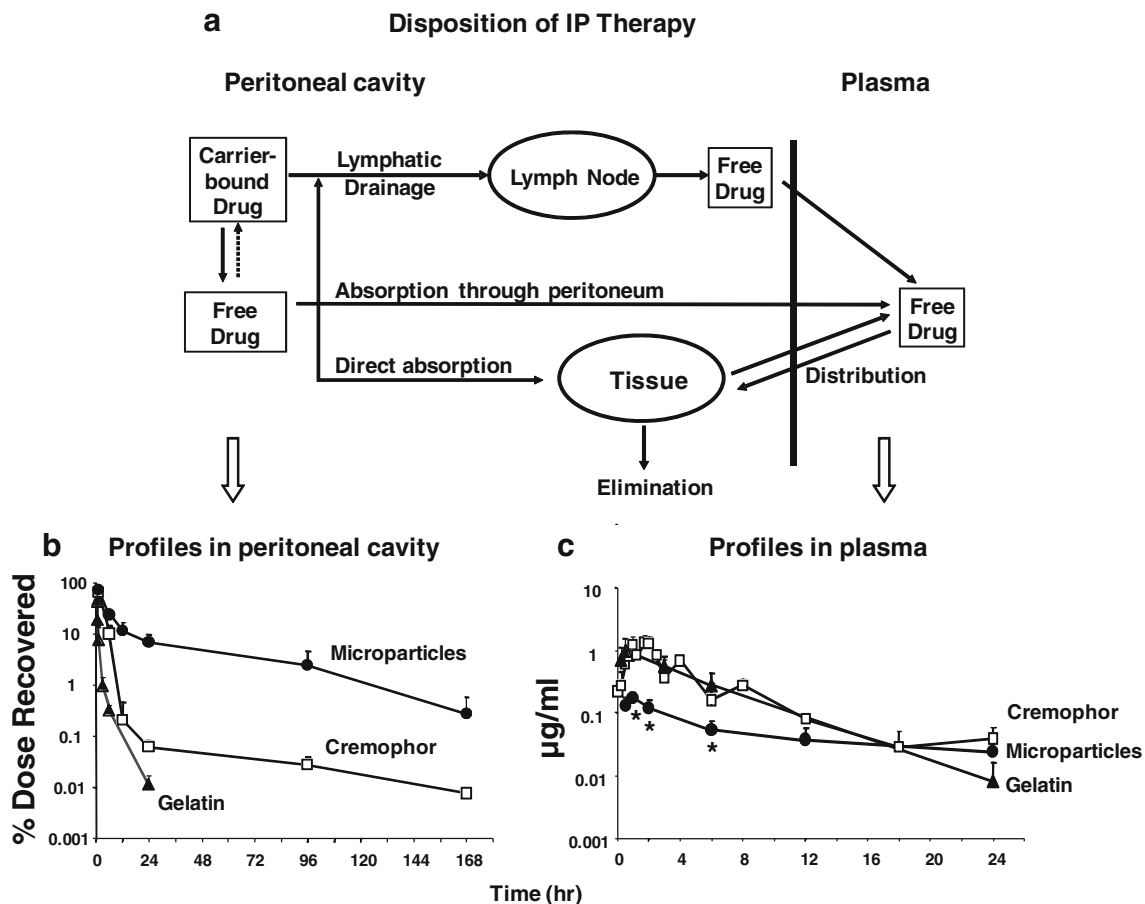 a
Disposition of IP Therapy
Peritoneal cavity
Plasma
Carrier-
bound
Drug
Lymphatic
Drainage
Lymph Node
Free
Drug
Free
Drug
Absorption through peritoneum
Free
Drug
Direct absorption
Tissue
Distribution
Elimination
b
Profiles in peritoneal cavity
% Dose Recovered
100
10
1
0.1
0.01
0.001
Microparticles
Cremophor
Gelatin
0 24 48 72 96 120 144 168
c
Profiles in plasma
µg/ml
10
1
0.1
0.01
0.001
* * *
Cremophor
Microparticles
Gelatin
0 4 8 12 16 20 24
Time (hr)